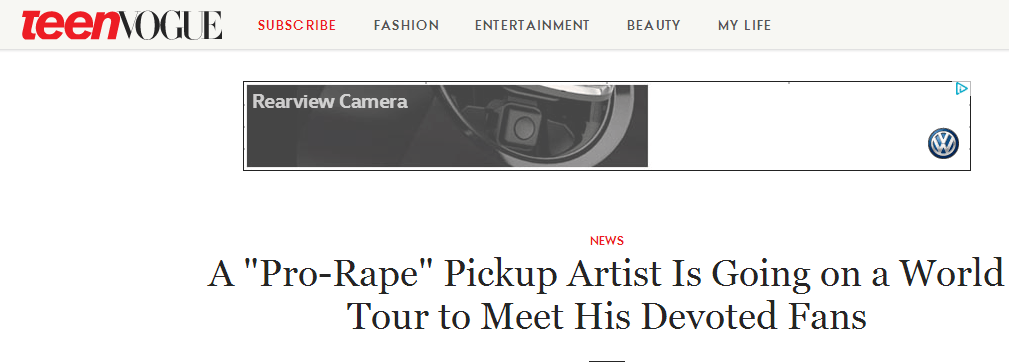 teenVOGUE SUBSCRIBE FASHION ENTERTAINMENT BEAUTY MY LIFE
Rearview Camera
NEWS
A "Pro-Rape" Pickup Artist Is Going on a World
Tour to Meet His Devoted Fans